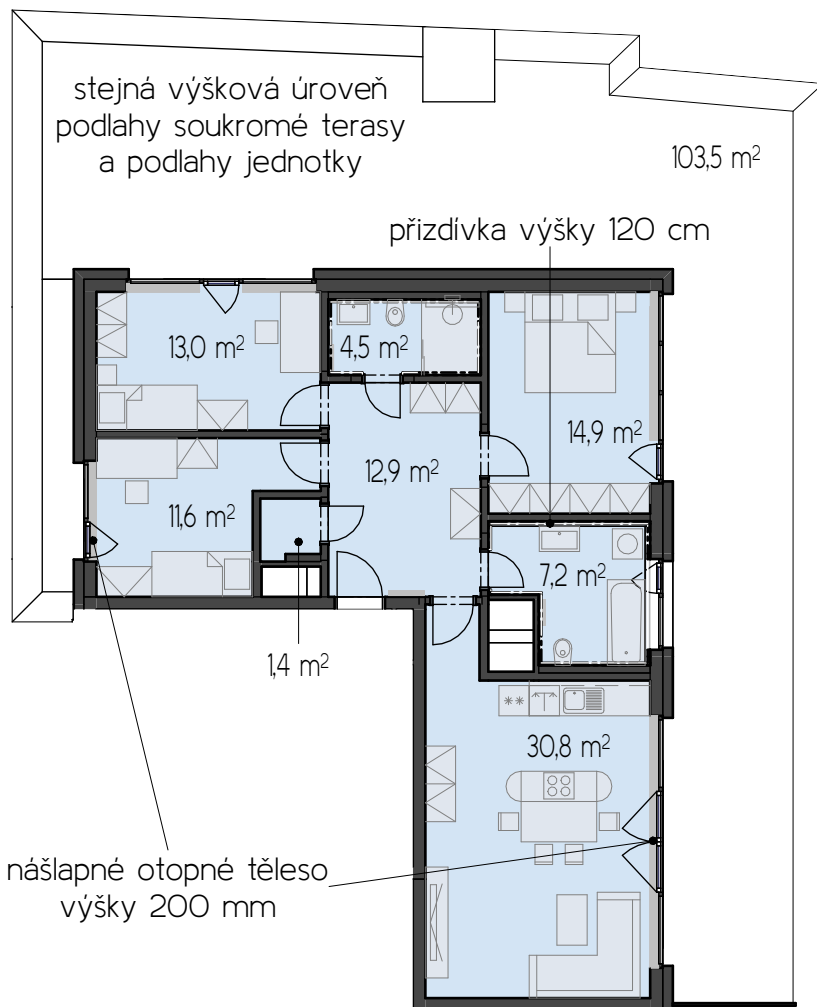 stejná výšková úroveň
podlahy soukromé terasy
a podlahy jednotky
103,5 m²
přizdívka výšky 120 cm
13,0 m²
4,5 m²
14,9 m²
12,9 m²
11,6 m²
7,2 m²
1,4 m²
30,8 m²
nášlapné otopné těleso
výšky 200 mm